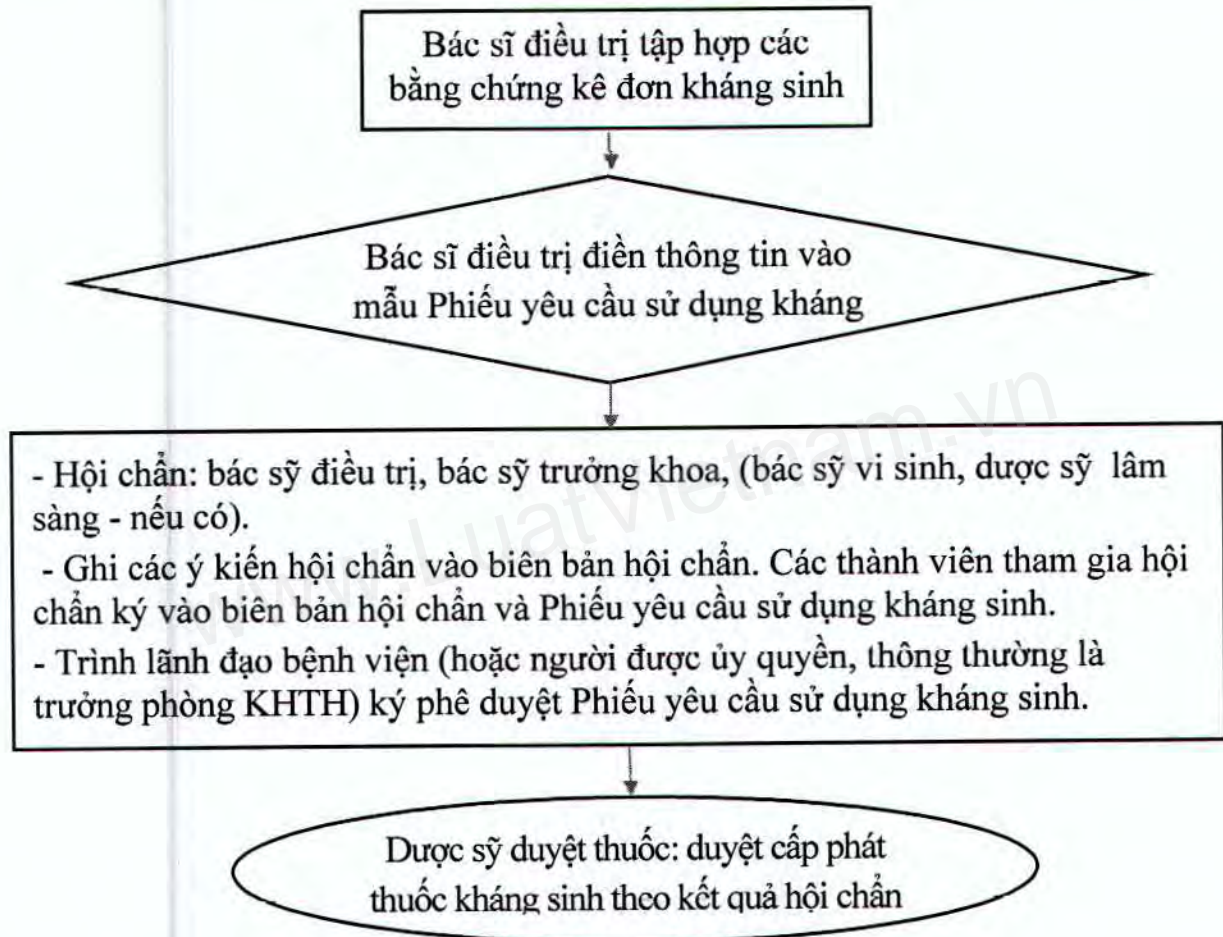 Bác sĩ điều trị tập hợp các
bằng chứng kê đơn kháng sinh
Bác sĩ điều trị điền thông tin vào
mẫu Phiếu yêu cầu sử dụng kháng
- Hội chẩn: bác sỹ điều trị, bác sỹ trưởng khoa, (bác sỹ vi sinh, dược sỹ lâm
sàng - nếu có).
- Ghi các ý kiến hội chẩn vào biên bản hội chẩn. Các thành viên tham gia hội
chẩn ký vào biên bản hội chẩn và Phiếu yêu cầu sử dụng kháng sinh.
- Trình lãnh đạo bệnh viện (hoặc người được ủy quyền, thông thường là
trưởng phòng KHTH) ký phê duyệt Phiếu yêu cầu sử dụng kháng sinh.
www.LuatVietnam.vn
Dược sỹ duyệt thuốc: duyệt cấp phát
thuốc kháng sinh theo kết quả hội chẩn